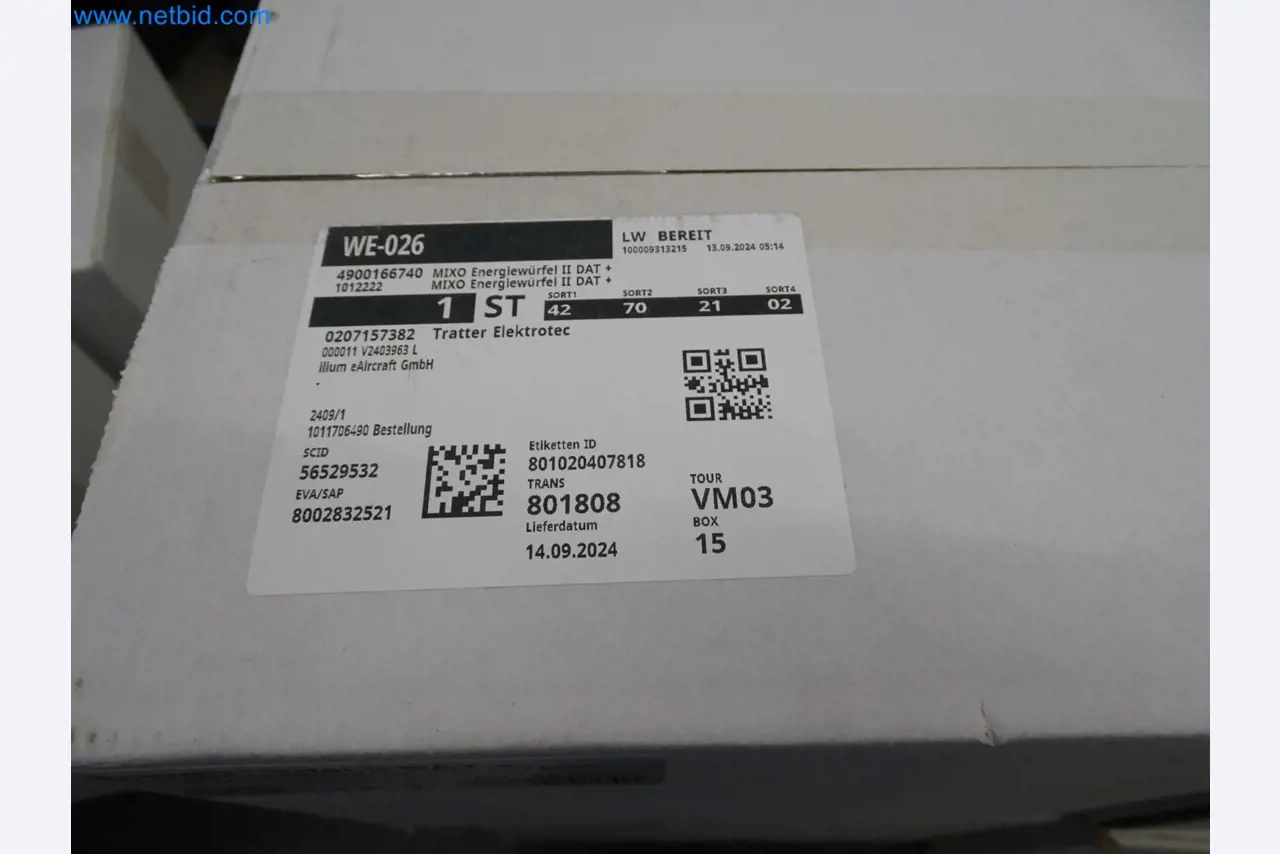 www.netbid.com
WE-026
LW BEREIT
100009313215 13.09.2024 05:14
4900166740 MIXO Energiewürfel II DAT +
1012222 MIXO Energiewürfel II DAT +
1 ST
SORT1 SORT2 SORT3 SORT4
42 70 21 02
0207157382 Tratter Elektrotec
000011 V2403963 L
ilium eAircraft GmbH
2409/1
1011706490 Bestellung
SCID
56529532
EVA/SAP
8002832521
Etiketten ID
801020407818
TRANS
801808
Lieferdatum
14.09.2024
TOUR
VM03
BOX
15